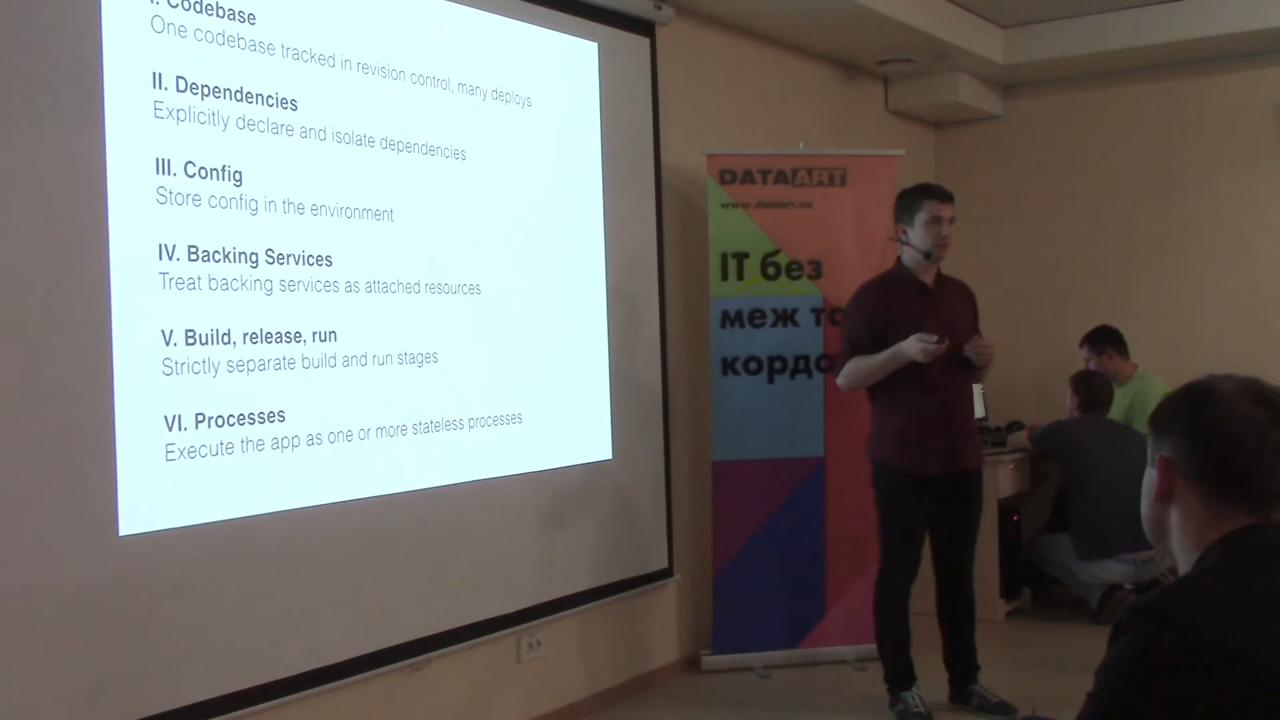 I. Codebase
One codebase tracked in revision control, many deploys
II. Dependencies
Explicitly declare and isolate dependencies
III. Config
Store config in the environment
IV. Backing Services
Treat backing services as attached resources
V. Build, release, run
Strictly separate build and run stages
VI. Processes
Execute the app as one or more stateless processes
DATAART
www.dataart.ua
IT без
меж та
кордо